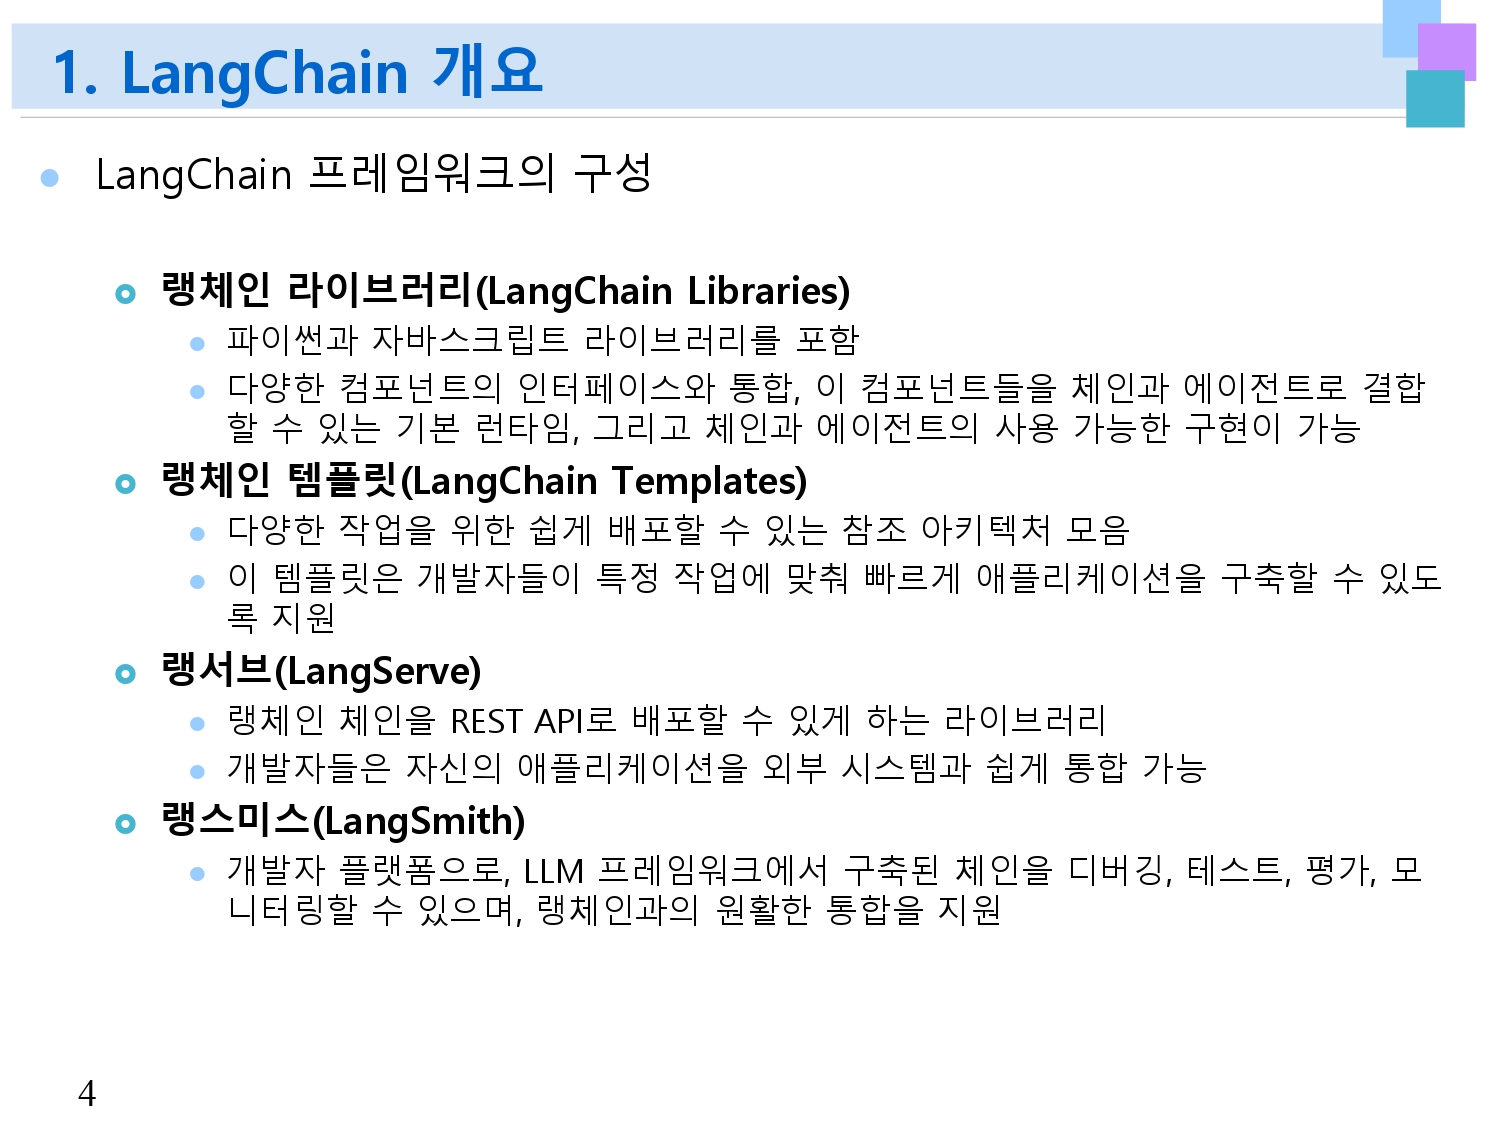 1. LangChain 개요
LangChain 프레임워크의 구성
랭체인 라이브러리(LangChain Libraries)
파이썬과 자바스크립트 라이브러리를 포함
다양한 컴포넌트의 인터페이스와 통합, 이 컴포넌트들을 체인과 에이전트로 결합
할 수 있는 기본 런타임, 그리고 체인과 에이전트의 사용 가능한 구현이 가능
랭체인 템플릿(LangChain Templates)
다양한 작업을 위한 쉽게 배포할 수 있는 참조 아키텍처 모음
이 템플릿은 개발자들이 특정 작업에 맞춰 빠르게 애플리케이션을 구축할 수 있도
록 지원
랭서브(LangServe)
랭체인 체인을 REST API로 배포할 수 있게 하는 라이브러리
개발자들은 자신의 애플리케이션을 외부 시스템과 쉽게 통합 가능
랭스미스(LangSmith)
개발자 플랫폼으로, LLM 프레임워크에서 구축된 체인을 디버깅, 테스트, 평가, 모
니터링할 수 있으며, 랭체인과의 원활한 통합을 지원
4